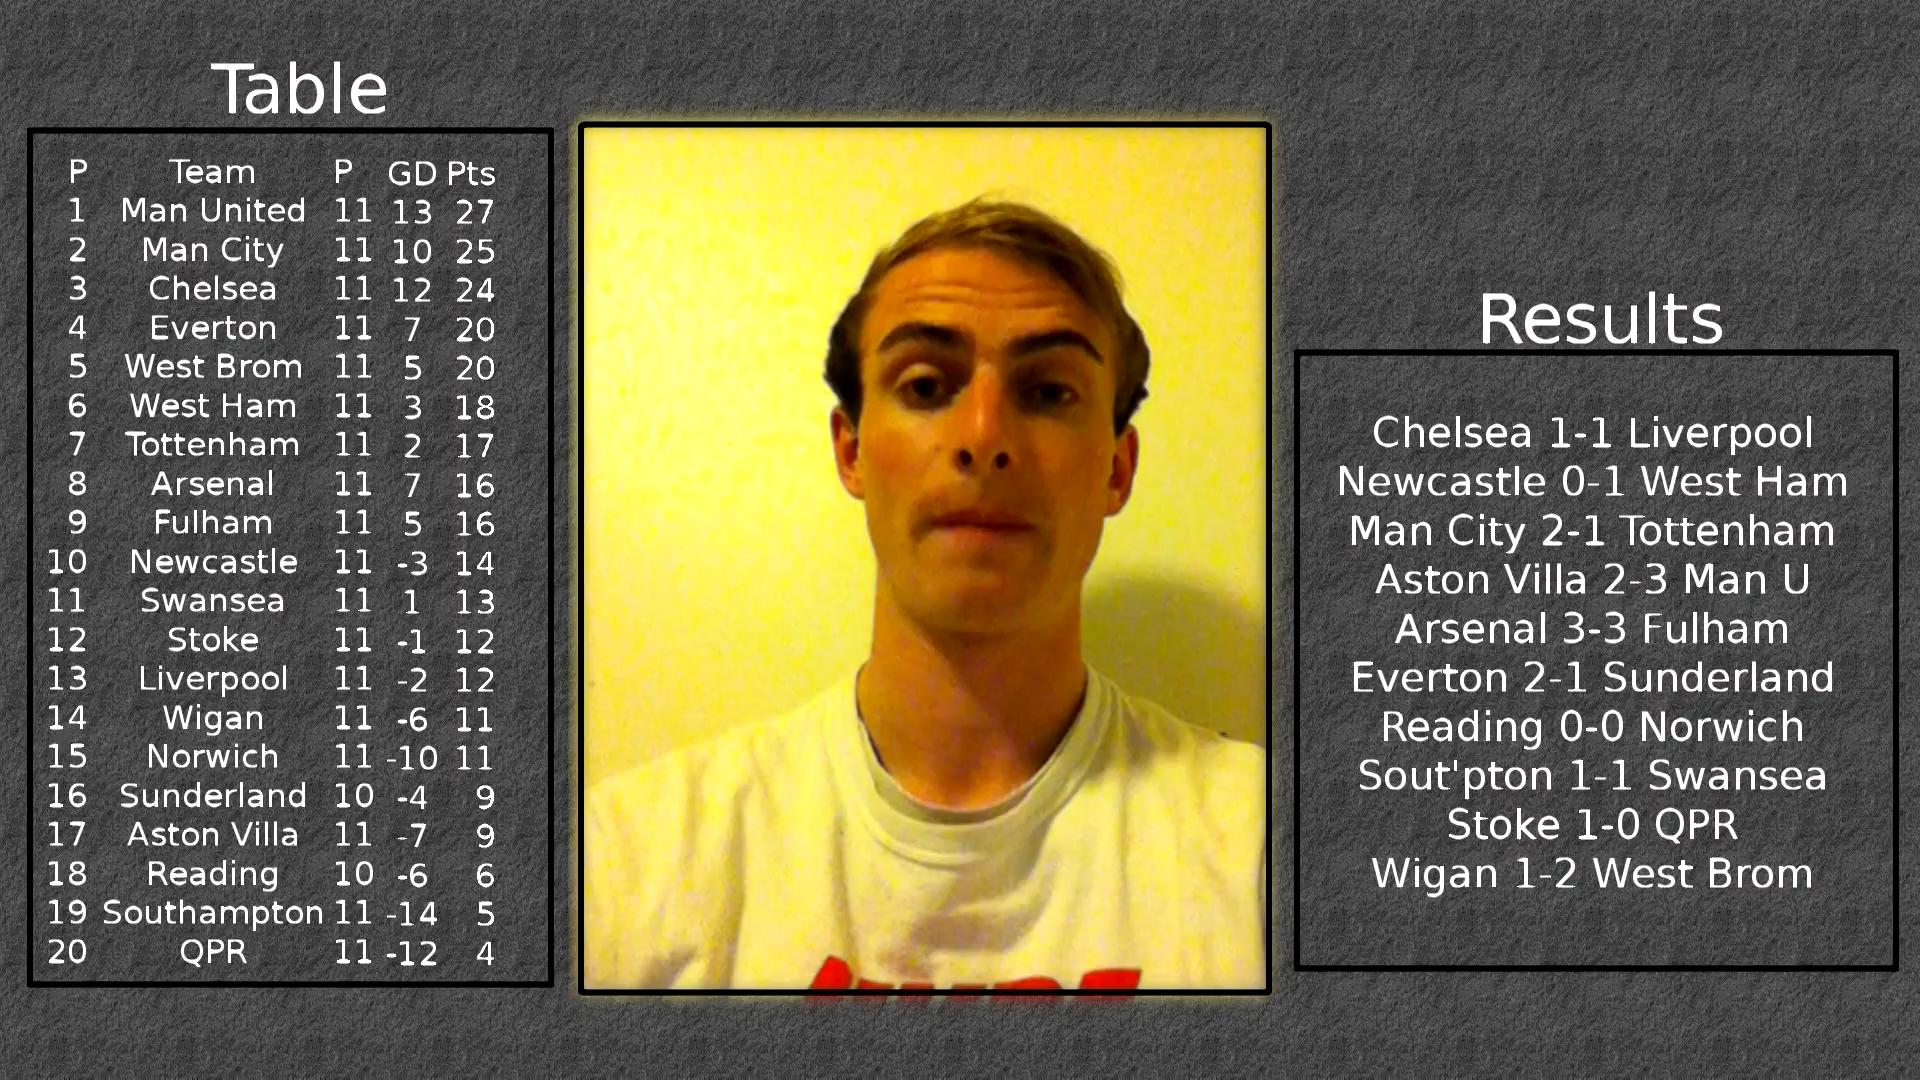 Table
P Team P GD Pts
1 Man United 11 13 27
2 Man City 11 10 25
3 Chelsea 11 12 24
4 Everton 11 7 20
5 West Brom 11 5 20
6 West Ham 11 3 18
7 Tottenham 11 2 17
8 Arsenal 11 7 16
9 Fulham 11 5 16
10 Newcastle 11 -3 14
11 Swansea 11 1 13
12 Stoke 11 -1 12
13 Liverpool 11 -2 12
14 Wigan 11 -6 11
15 Norwich 11 -10 11
16 Sunderland 10 -4 9
17 Aston Villa 11 -7 9
18 Reading 10 -6 6
19 Southampton 11 -14 5
20 QPR 11 -12 4
Results
Chelsea 1-1 Liverpool
Newcastle 0-1 West Ham
Man City 2-1 Tottenham
Aston Villa 2-3 Man U
Arsenal 3-3 Fulham
Everton 2-1 Sunderland
Reading 0-0 Norwich
Sout'pton 1-1 Swansea
Stoke 1-0 QPR
Wigan 1-2 West Brom